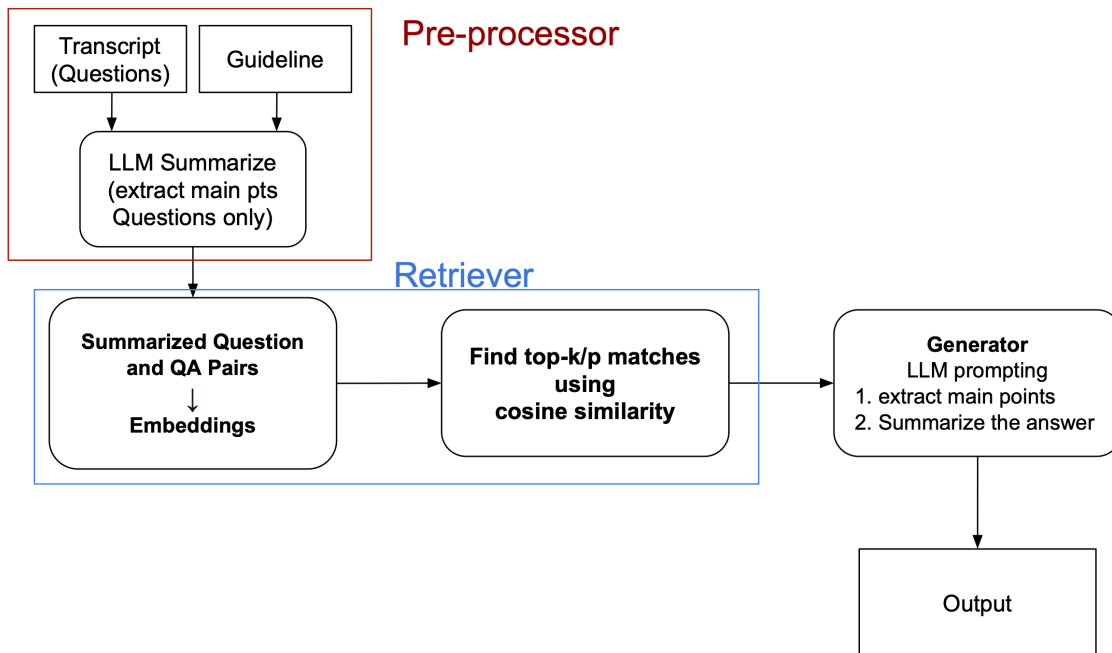 Pre-processor
Transcript
(Questions)
Guideline
LLM Summarize
(extract main pts
Questions only)
Retriever
Summarized Question
and QA Pairs
↓
Embeddings
Find top-k/p matches
using
cosine similarity
Generator
LLM prompting
1. extract main points
2. Summarize the answer
Output